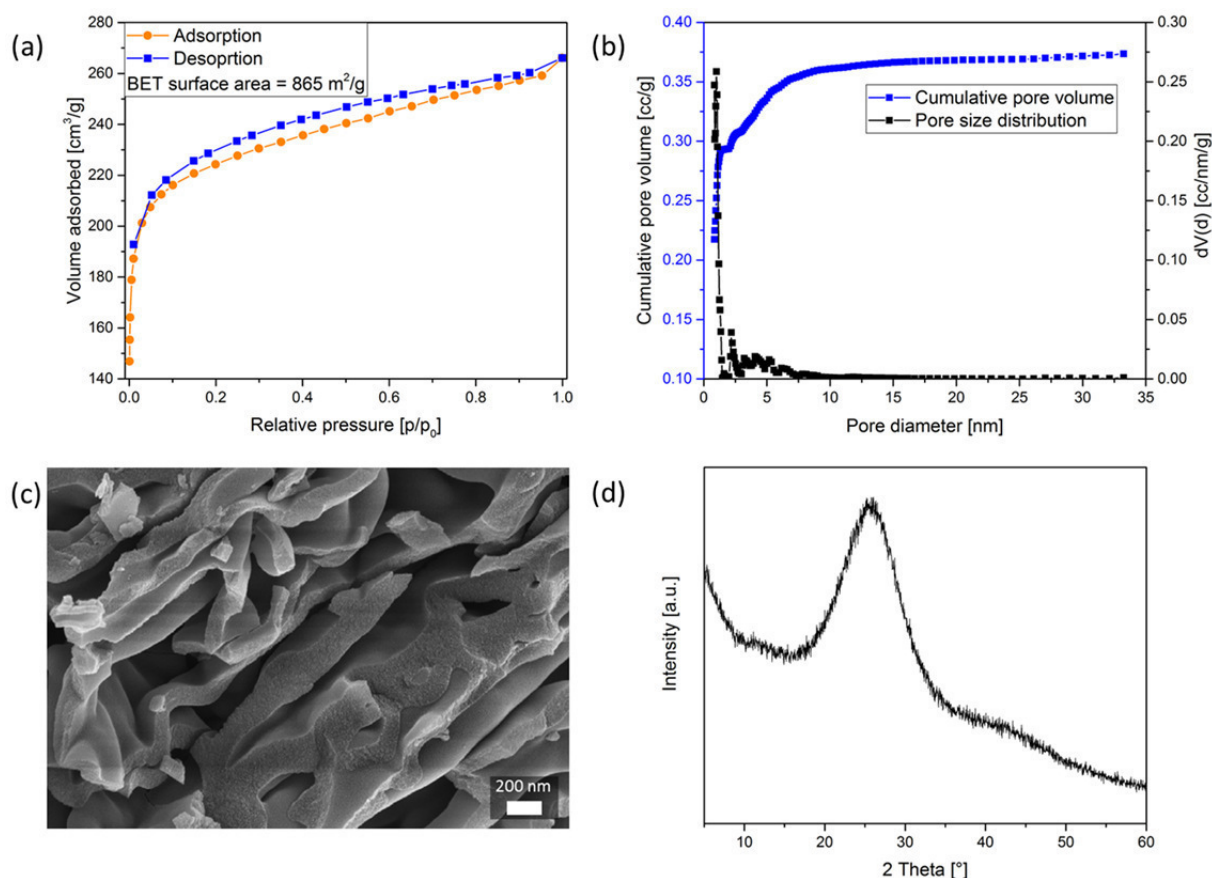 (a)
280
260
240
220
200
180
160
140
Volume adsorbed [cm³/g]
Adsorption
Desoprtion
BET surface area = 865 m²/g
0.0 0.2 0.4 0.6 0.8 1.0
Relative pressure [p/p₀]
(b)
0.40
0.35
0.30
0.25
0.20
0.15
0.10
Cumulative pore volume [cc/g]
Cumulative pore volume
Pore size distribution
0.30
0.25
0.20
0.15
0.10
0.05
0.00
dV(d) [cc/nm/g]
0 5 10 15 20 25 30 35
Pore diameter [nm]
(c)
200 nm
(d)
Intensity [a.u.]
10 20 30 40 50 60
2 Theta [°]